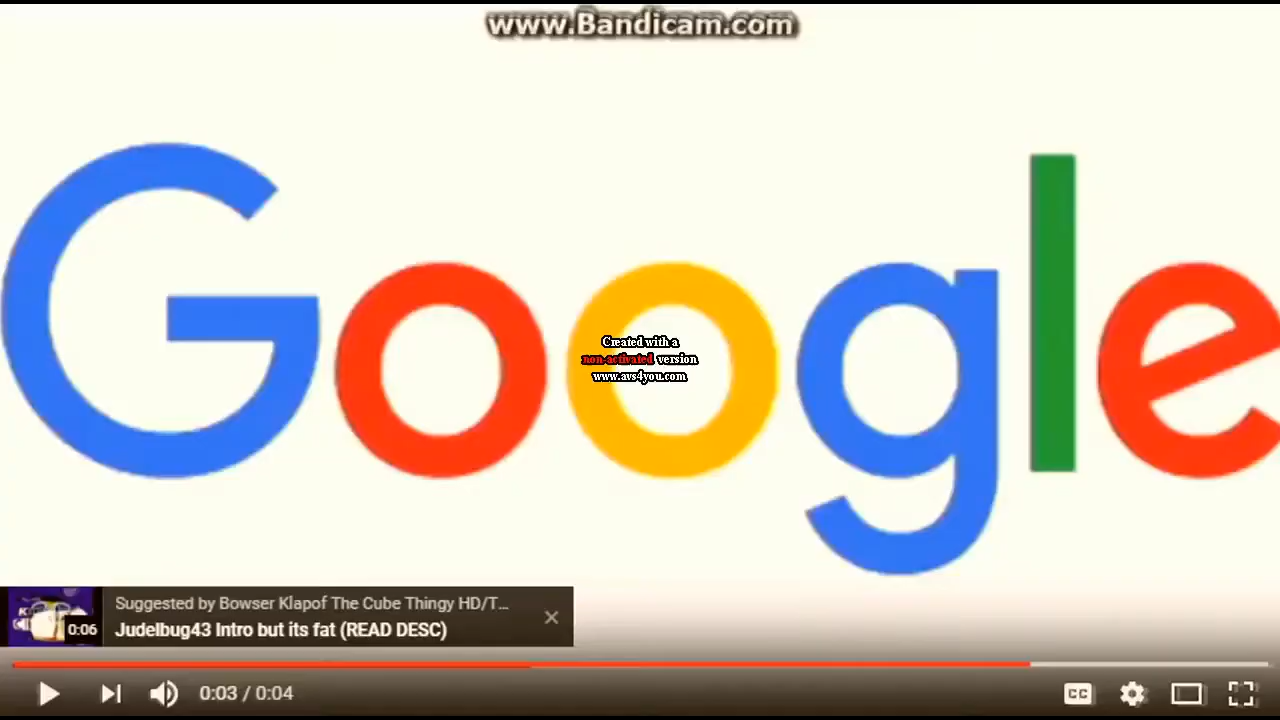 www.Bandicam.com
Google
Created with a
non-activated version
www.avs4you.com
Suggested by Bowser Klapof The Cube Thingy HD/T...
Judelbug43 Intro but its fat (READ DESC)
0:06
0:03 / 0:04
CC